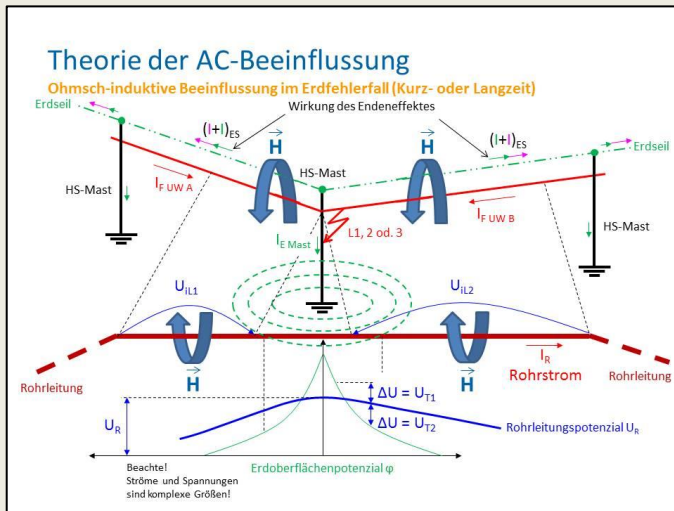 Theorie der AC-Beeinflussung
Ohmsch-induktive Beeinflussung im Erdfehlerfall (Kurz- oder Langzeit)
Erdseil
Wirkung des Endeneffektes
(I+I)ES
H
HS-Mast
(I+I)ES
H
Erdseil
HS-Mast
IF UW A
IF UW B
HS-Mast
L1, 2 od. 3
IE Mast
UiL1
UiL2
H
H
IR
Rohrleitung
Rohrstrom
Rohrleitung
UR
ΔU = UT1
ΔU = UT2
Rohrleitungspotenzial UR
Beachte!
Ströme und Spannungen
sind komplexe Größen!
Erdoberflächenpotenzial φ